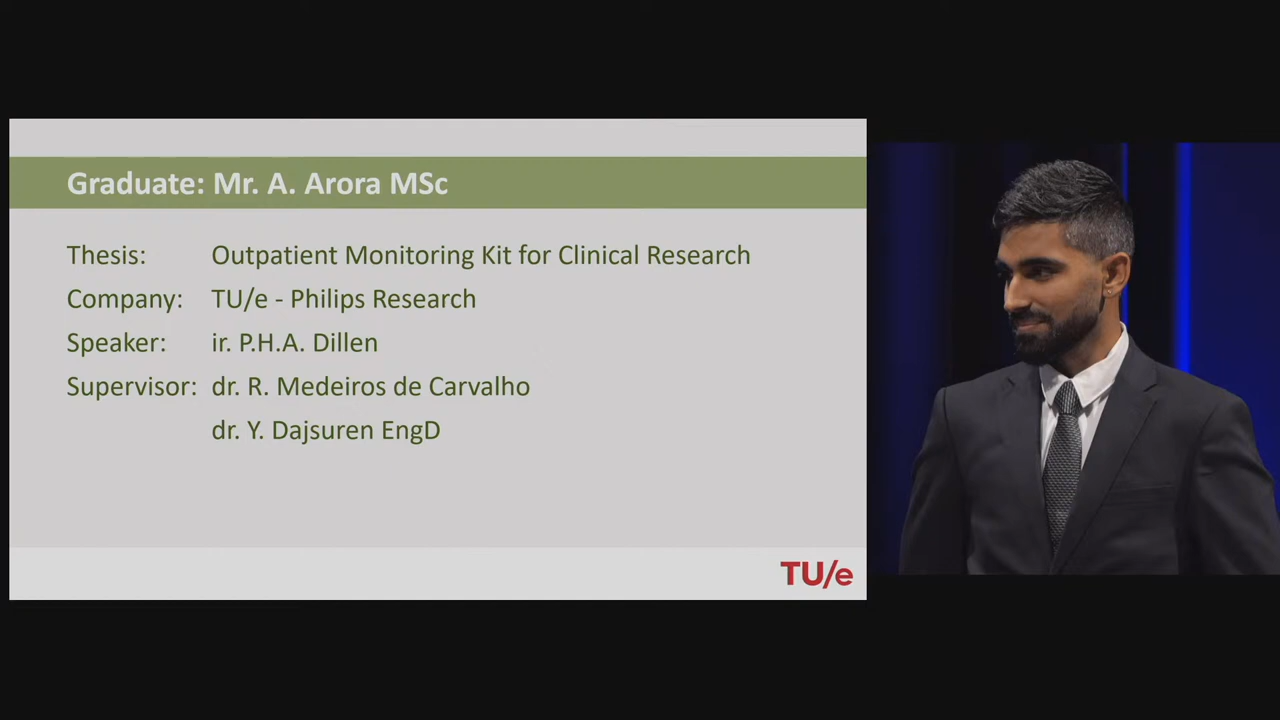 Graduate: Mr. A. Arora MSc
Thesis: Outpatient Monitoring Kit for Clinical Research
Company: TU/e - Philips Research
Speaker: ir. P.H.A. Dillen
Supervisor: dr. R. Medeiros de Carvalho
dr. Y. Dajsuren EngD
TU/e